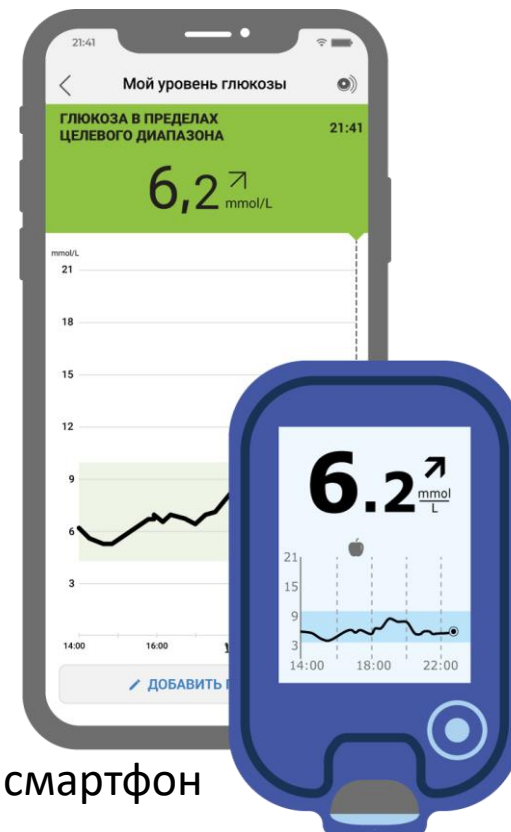 21:41
Мой уровень глюкозы
ГЛЮКОЗА В ПРЕДЕЛАХ
ЦЕЛЕВОГО ДИАПАЗОНА
21:41
6,2
mmol/L
mmol/L
21
18
15
12
9
6
3
14:00 16:00
ДОБАВИТЬ
6.2
mmol
L
21
15
9
3
14:00 18:00 22:00
смартфон